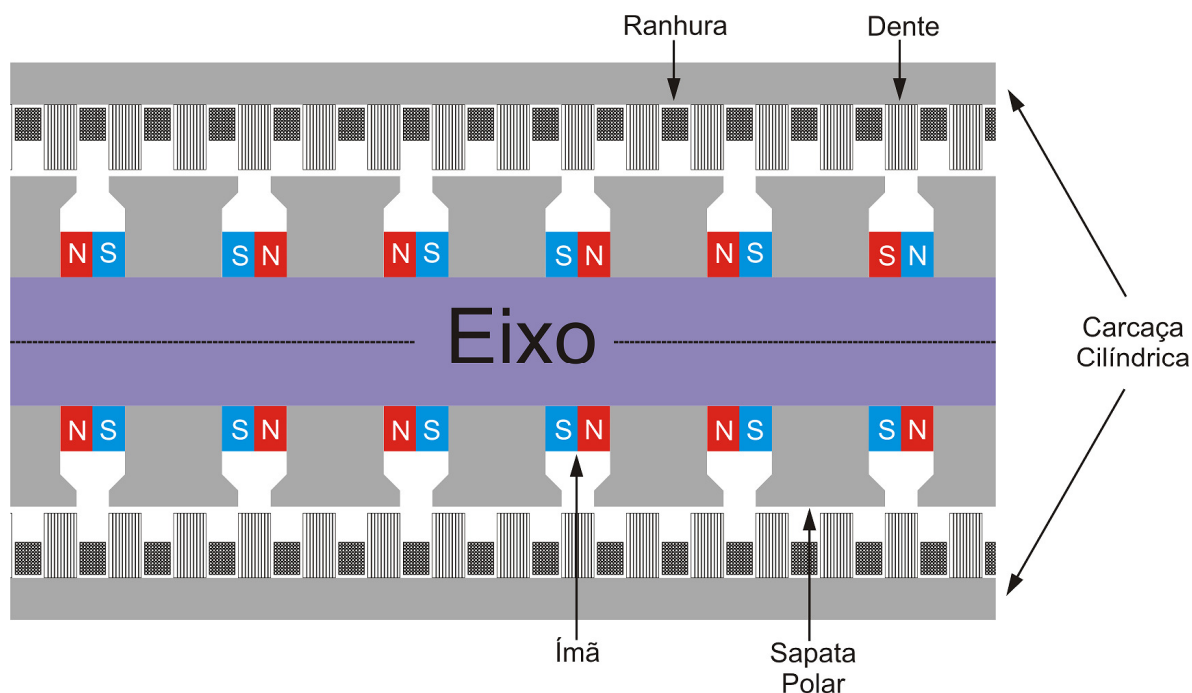 Ranhura Dente
N S S N N S S N N S S N
Eixo
Carcaça
Cilíndrica
N S S N N S S N N S S N
Ímã
Sapata
Polar